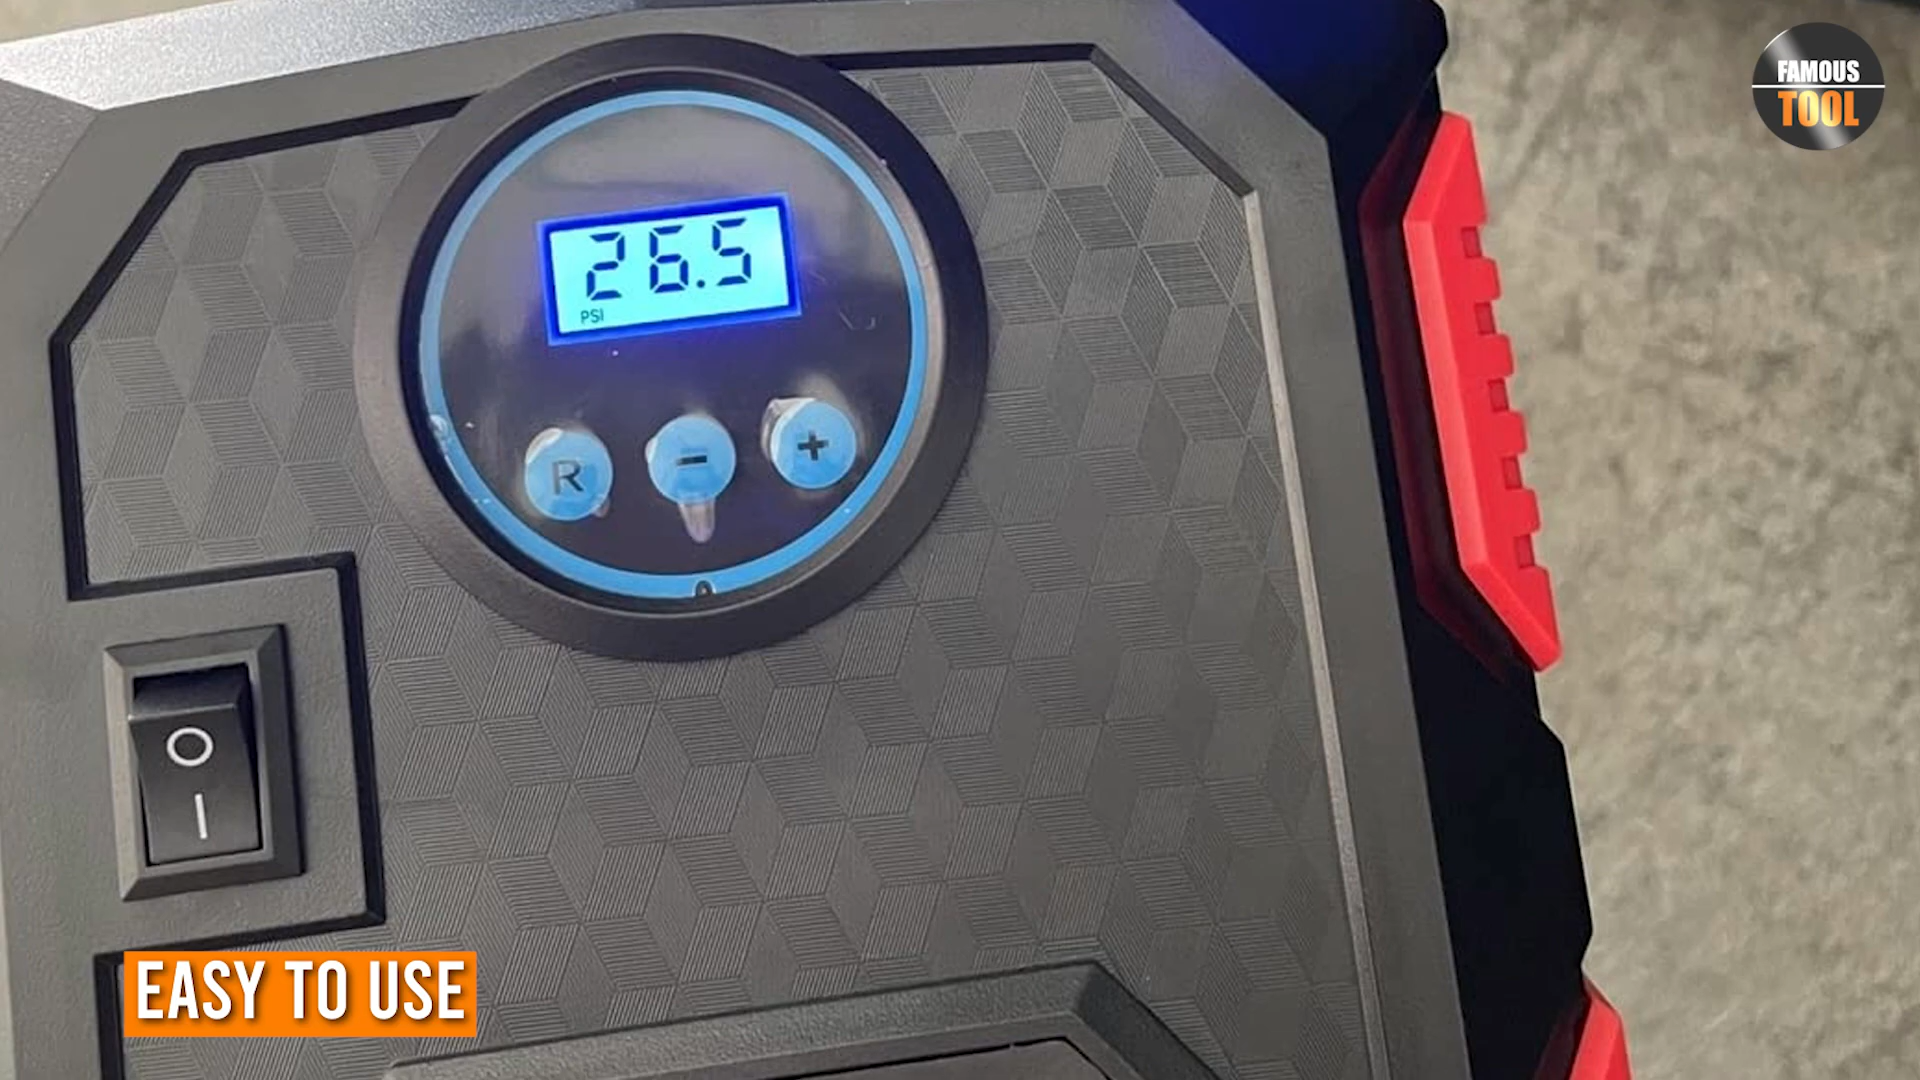 FAMOUS
TOOL
26.5
PSI
R - +
O
I
EASY TO USE